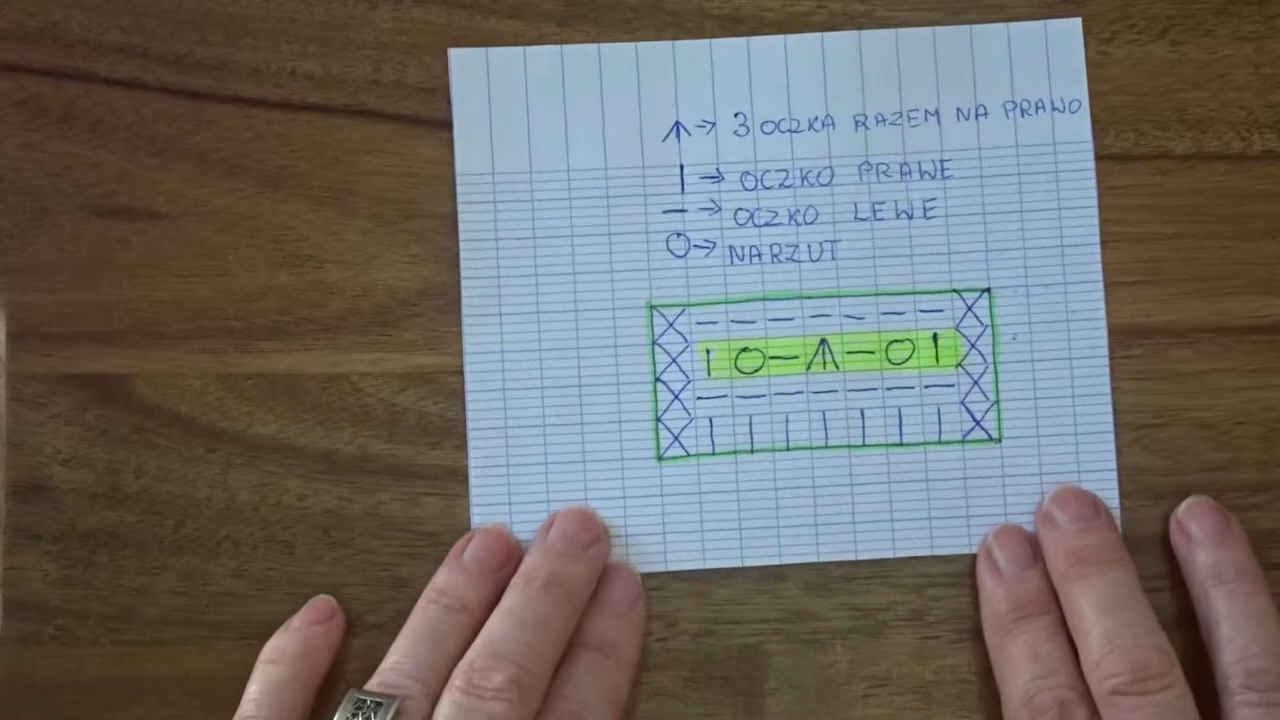 ↑→ 3 OCZKA RAZEM NA PRAWO
| → OCZKO PRAWE
— → OCZKO LEWE
O→ NARZUT
X — — — — — — — X
X | O — ↑ — O | X
X — — — — — — — X
X | | | | | | | X